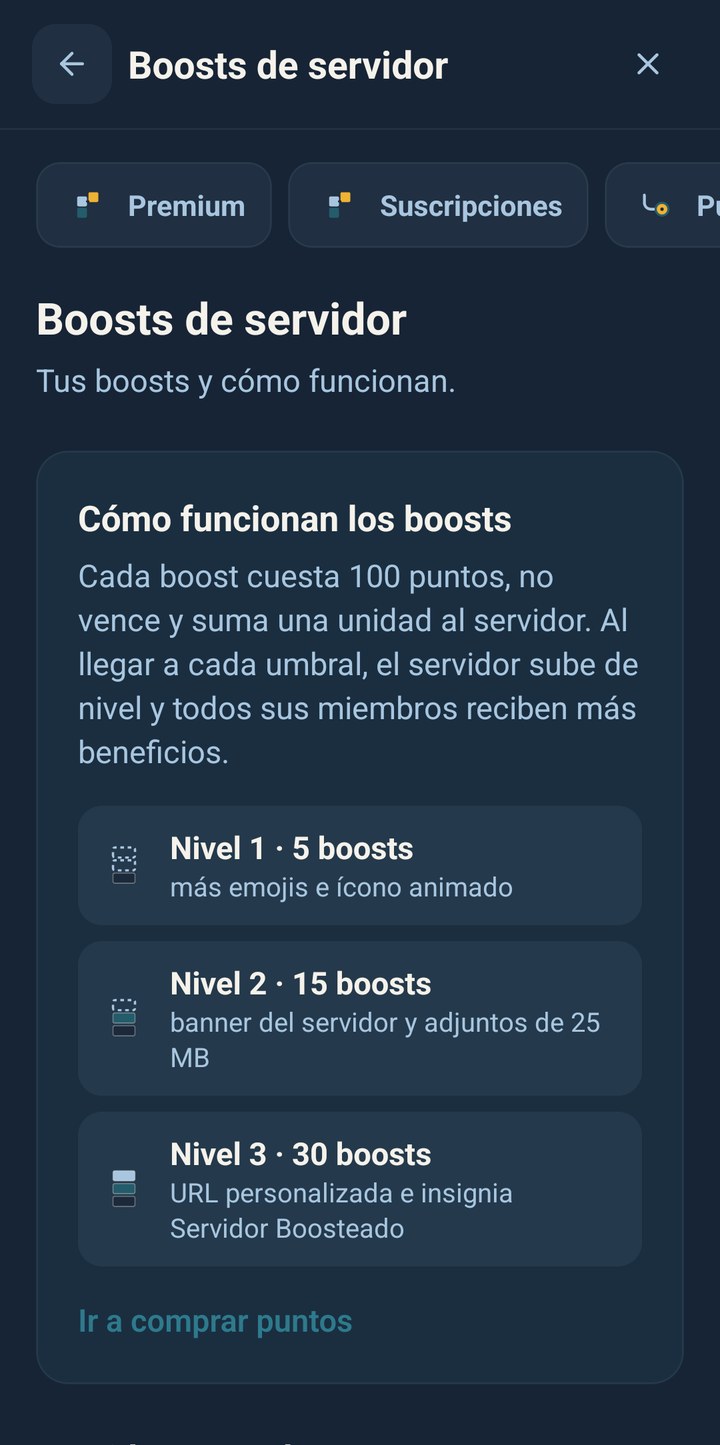 Boosts de servidor
Premium
Suscripciones
Boosts de servidor
Tus boosts y cómo funcionan.
Cómo funcionan los boosts
Cada boost cuesta 100 puntos, no
vence y suma una unidad al servidor. Al
llegar a cada umbral, el servidor sube de
nivel y todos sus miembros reciben más
beneficios.
Nivel 1 · 5 boosts
más emojis e ícono animado
Nivel 2 · 15 boosts
banner del servidor y adjuntos de 25
MB
Nivel 3 · 30 boosts
URL personalizada e insignia
Servidor Boosteado
Ir a comprar puntos